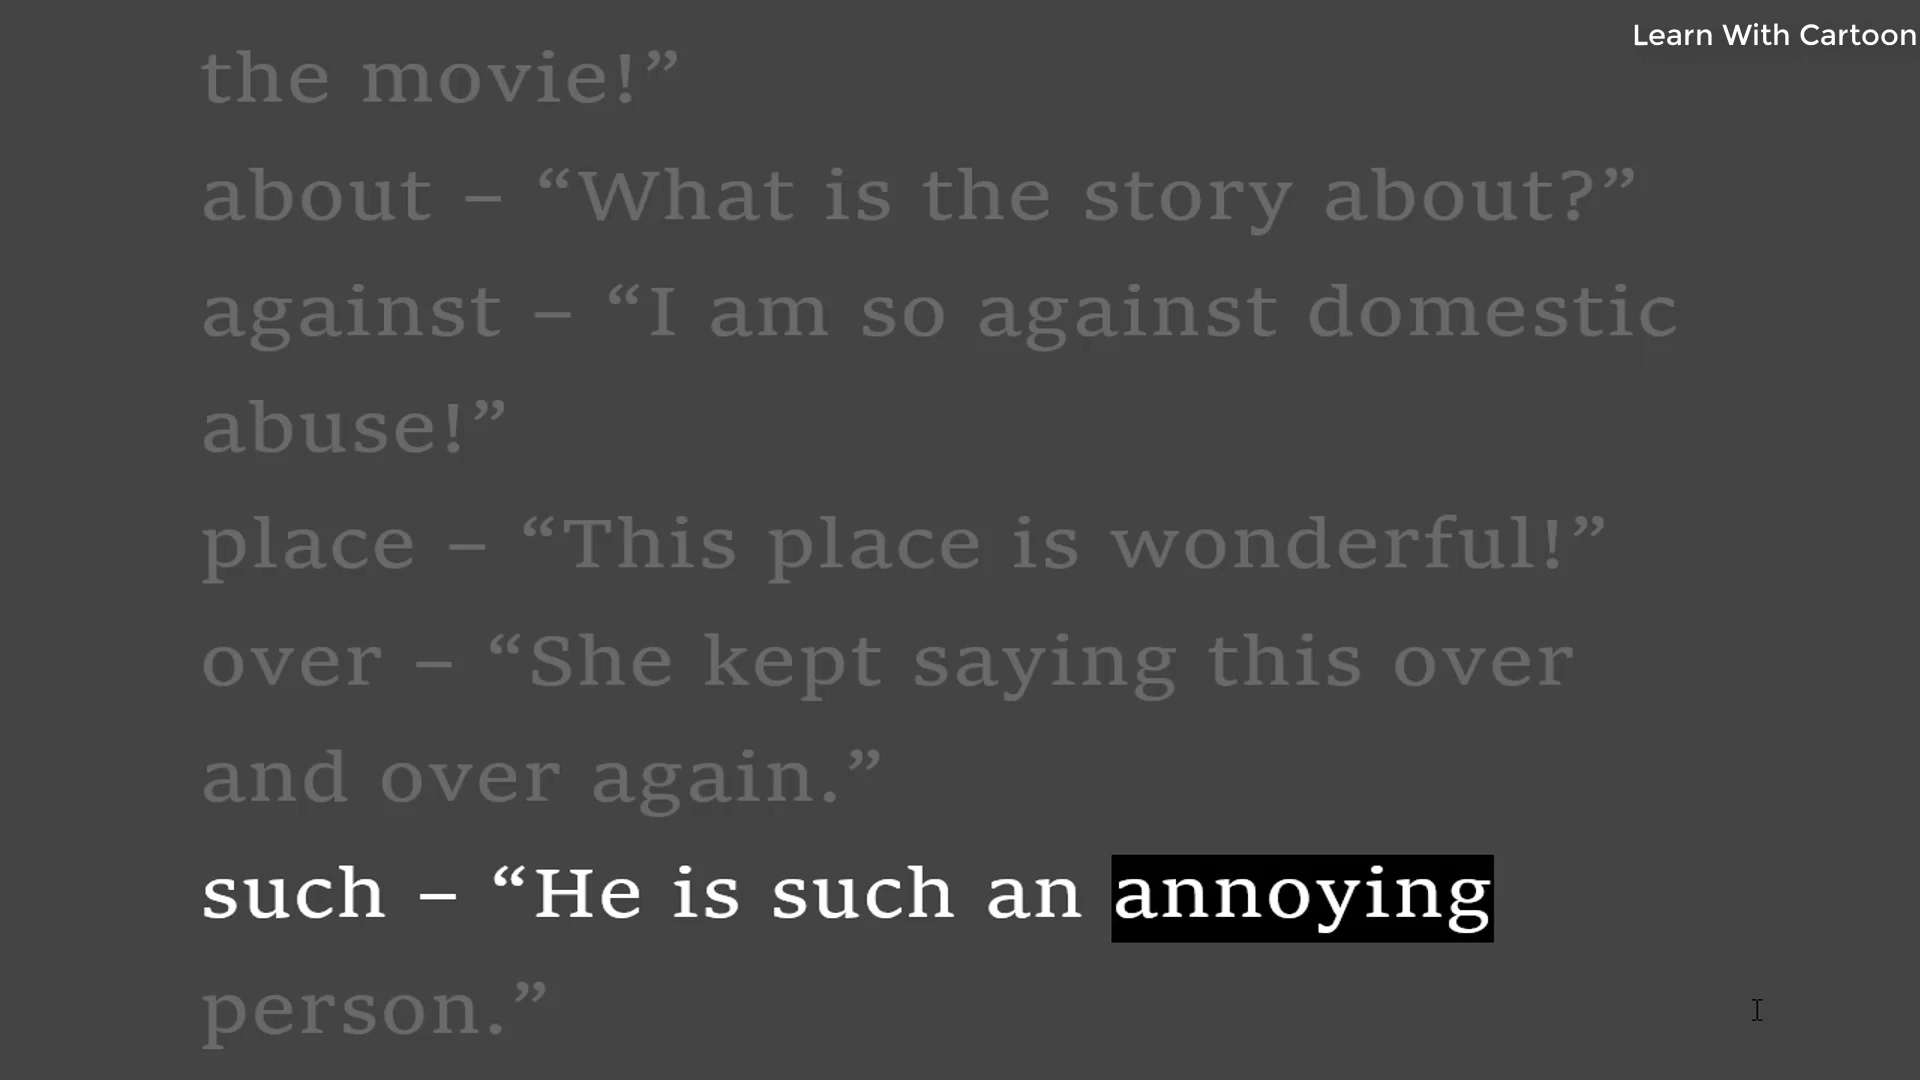 Learn With Cartoon
the movie!”
about – “What is the story about?”
against – “I am so against domestic
abuse!”
place – “This place is wonderful!”
over – “She kept saying this over
and over again.”
such – “He is such an annoying
person.”